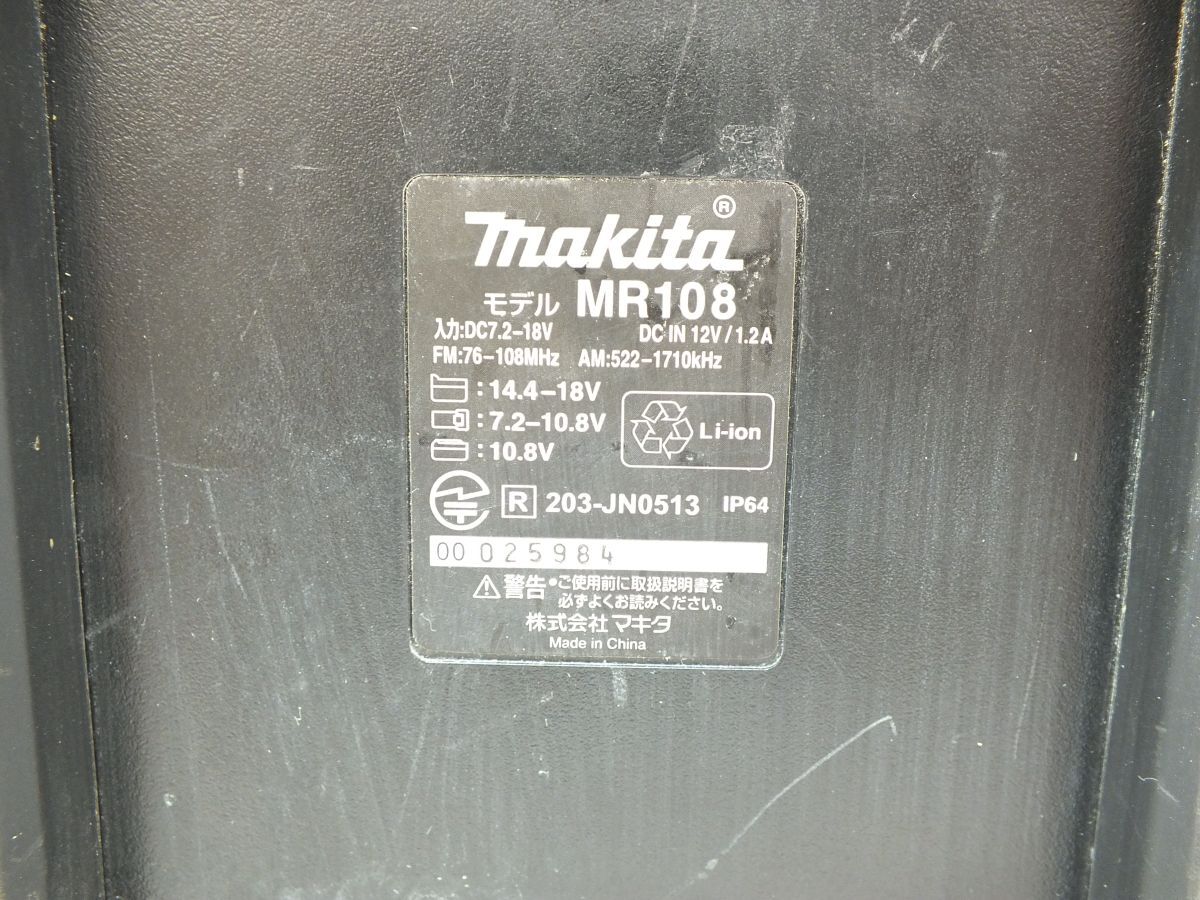 makita®
モデル MR108
入力:DC7.2-18V DC IN 12V/1.2A
FM:76-108MHz AM:522-1710kHz
:14.4-18V
:7.2-10.8V
:10.8V
Li-ion
R 203-JN0513 IP64
00 025984
警告 •ご使用前に取扱説明書を
必ずよくお読みください。
株式会社マキタ
Made in China